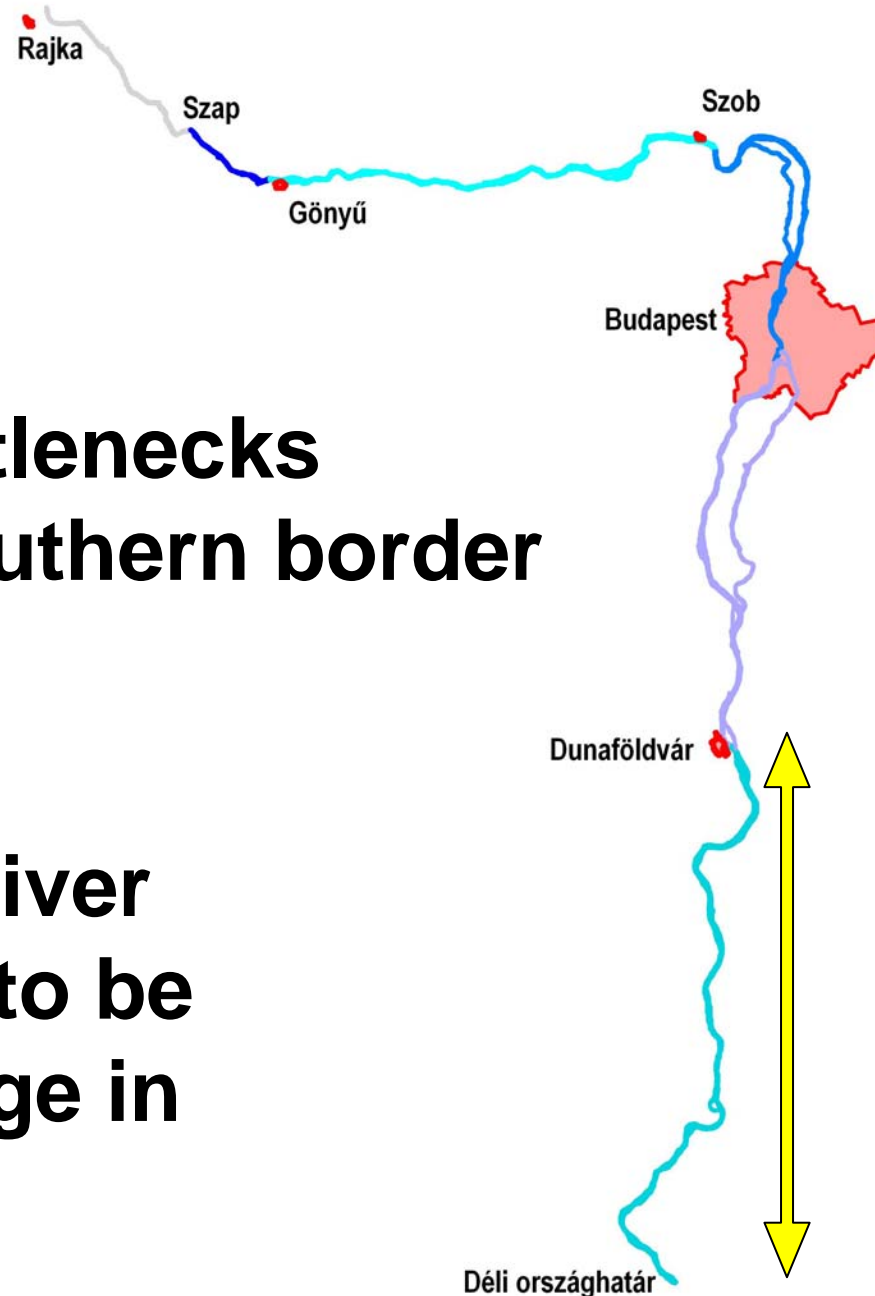 Rajka
Szap
Szob
Gönyű
Budapest
tlenecks
uthern border
Dunaföldvár
iver
to be
ge in
Déli országhatár